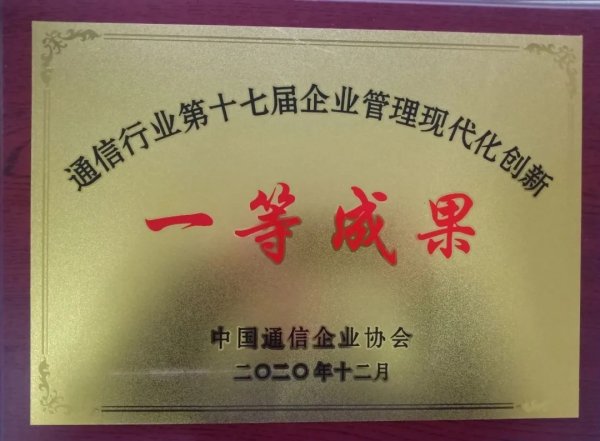 通信行业第十七届企业管理现代化创新
一等成果
中国通信企业协会
二〇二〇年十二月